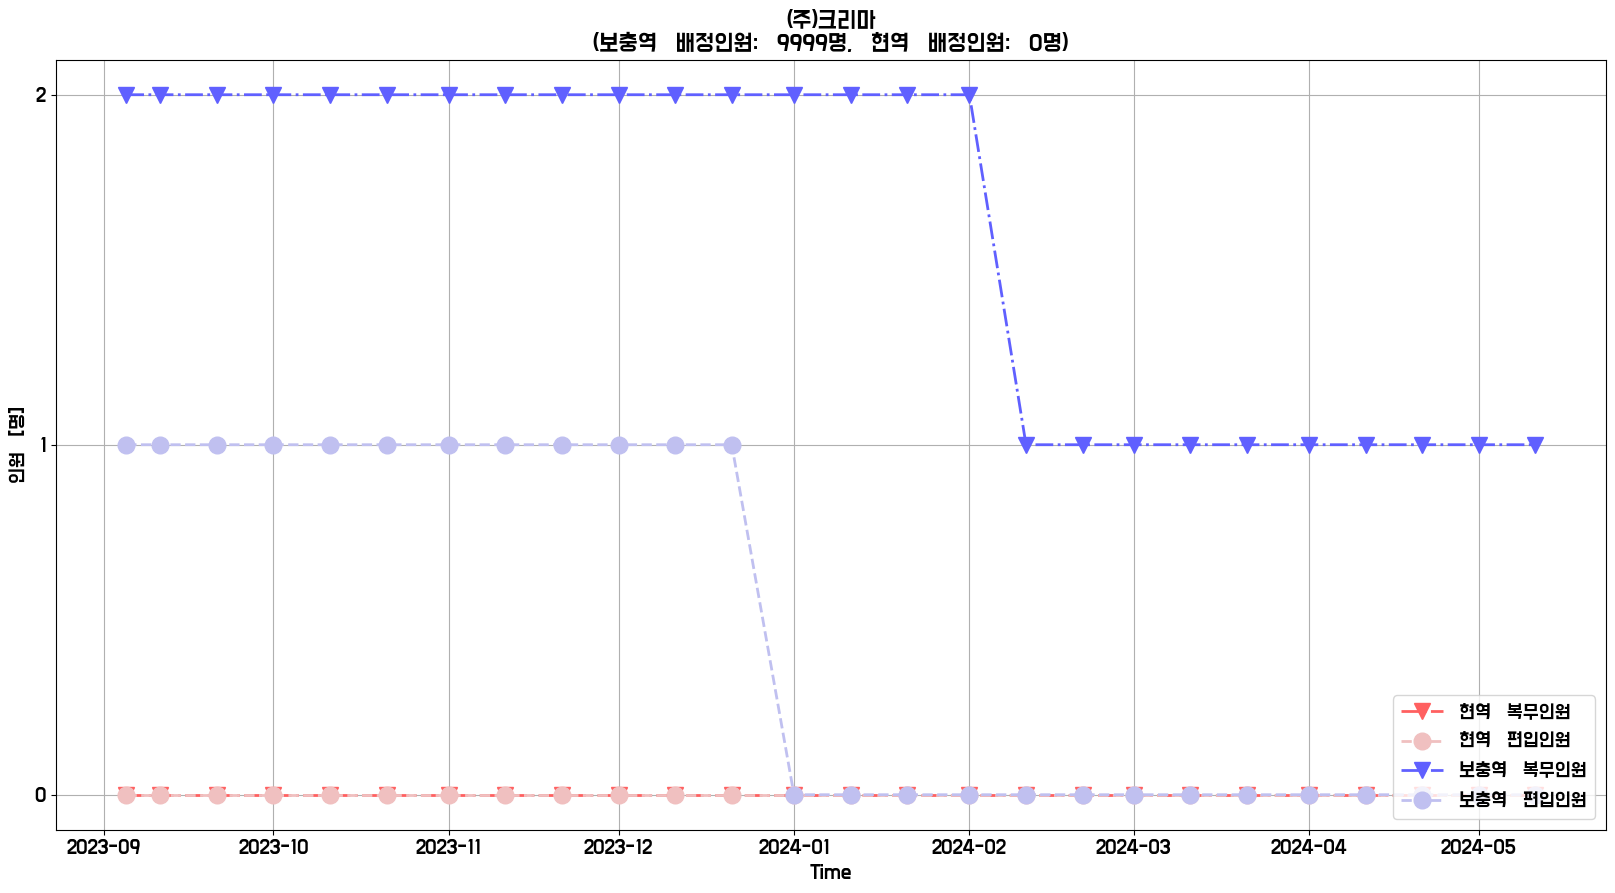 (주)크리마
(보충역 배정인원: 9999명, 현역 배정인원: 0명)
2
1
0
인원 [명]
2023-09 2023-10 2023-11 2023-12 2024-01 2024-02 2024-03 2024-04 2024-05
Time
현역 복무인원
현역 편입인원
보충역 복무인원
보충역 편입인원